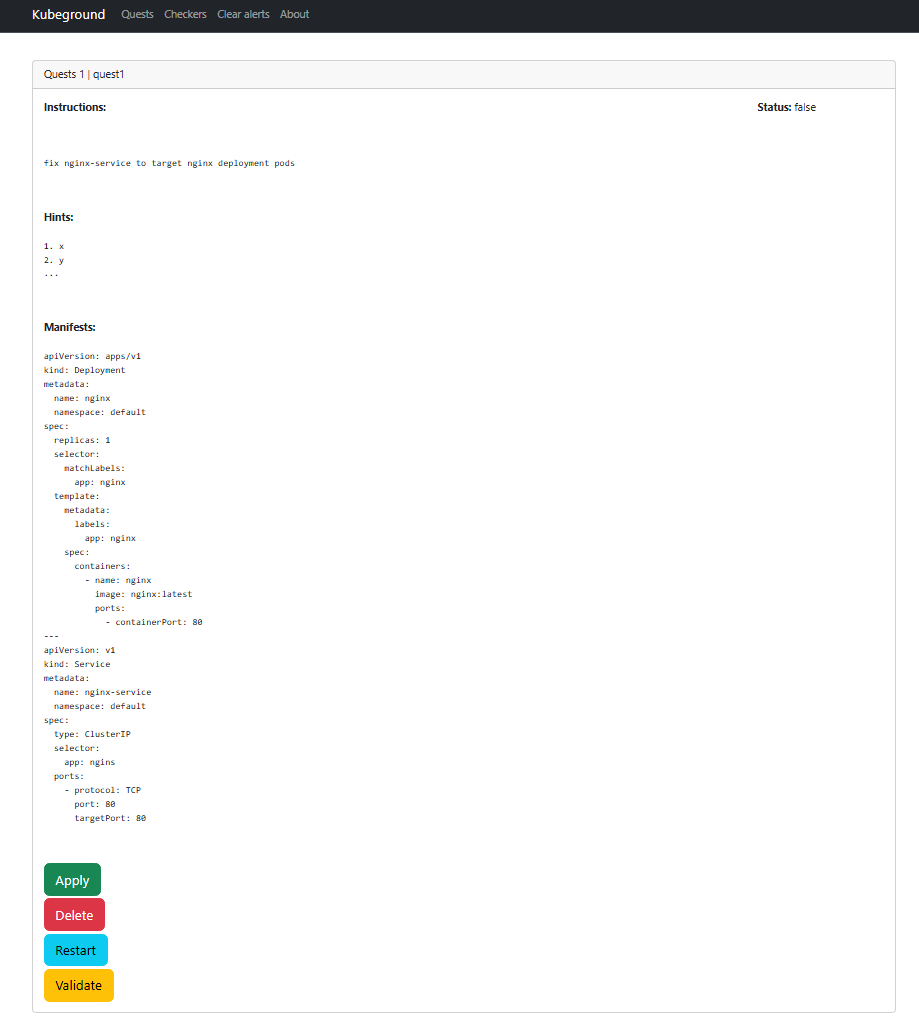 Kubeground Quests Checkers Clear alerts About
Quests 1 | quest1
Instructions: Status: false
fix nginx-service to target nginx deployment pods
Hints:
1. x
2. y
...
Manifests:
apiVersion: apps/v1
kind: Deployment
metadata:
  name: nginx
  namespace: default
spec:
  replicas: 1
  selector:
    matchLabels:
      app: nginx
  template:
    metadata:
      labels:
        app: nginx
    spec:
      containers:
        - name: nginx
          image: nginx:latest
          ports:
            - containerPort: 80
---
apiVersion: v1
kind: Service
metadata:
  name: nginx-service
  namespace: default
spec:
  type: ClusterIP
  selector:
    app: ngins
  ports:
    - protocol: TCP
      port: 80
      targetPort: 80
Apply
Delete
Restart
Validate